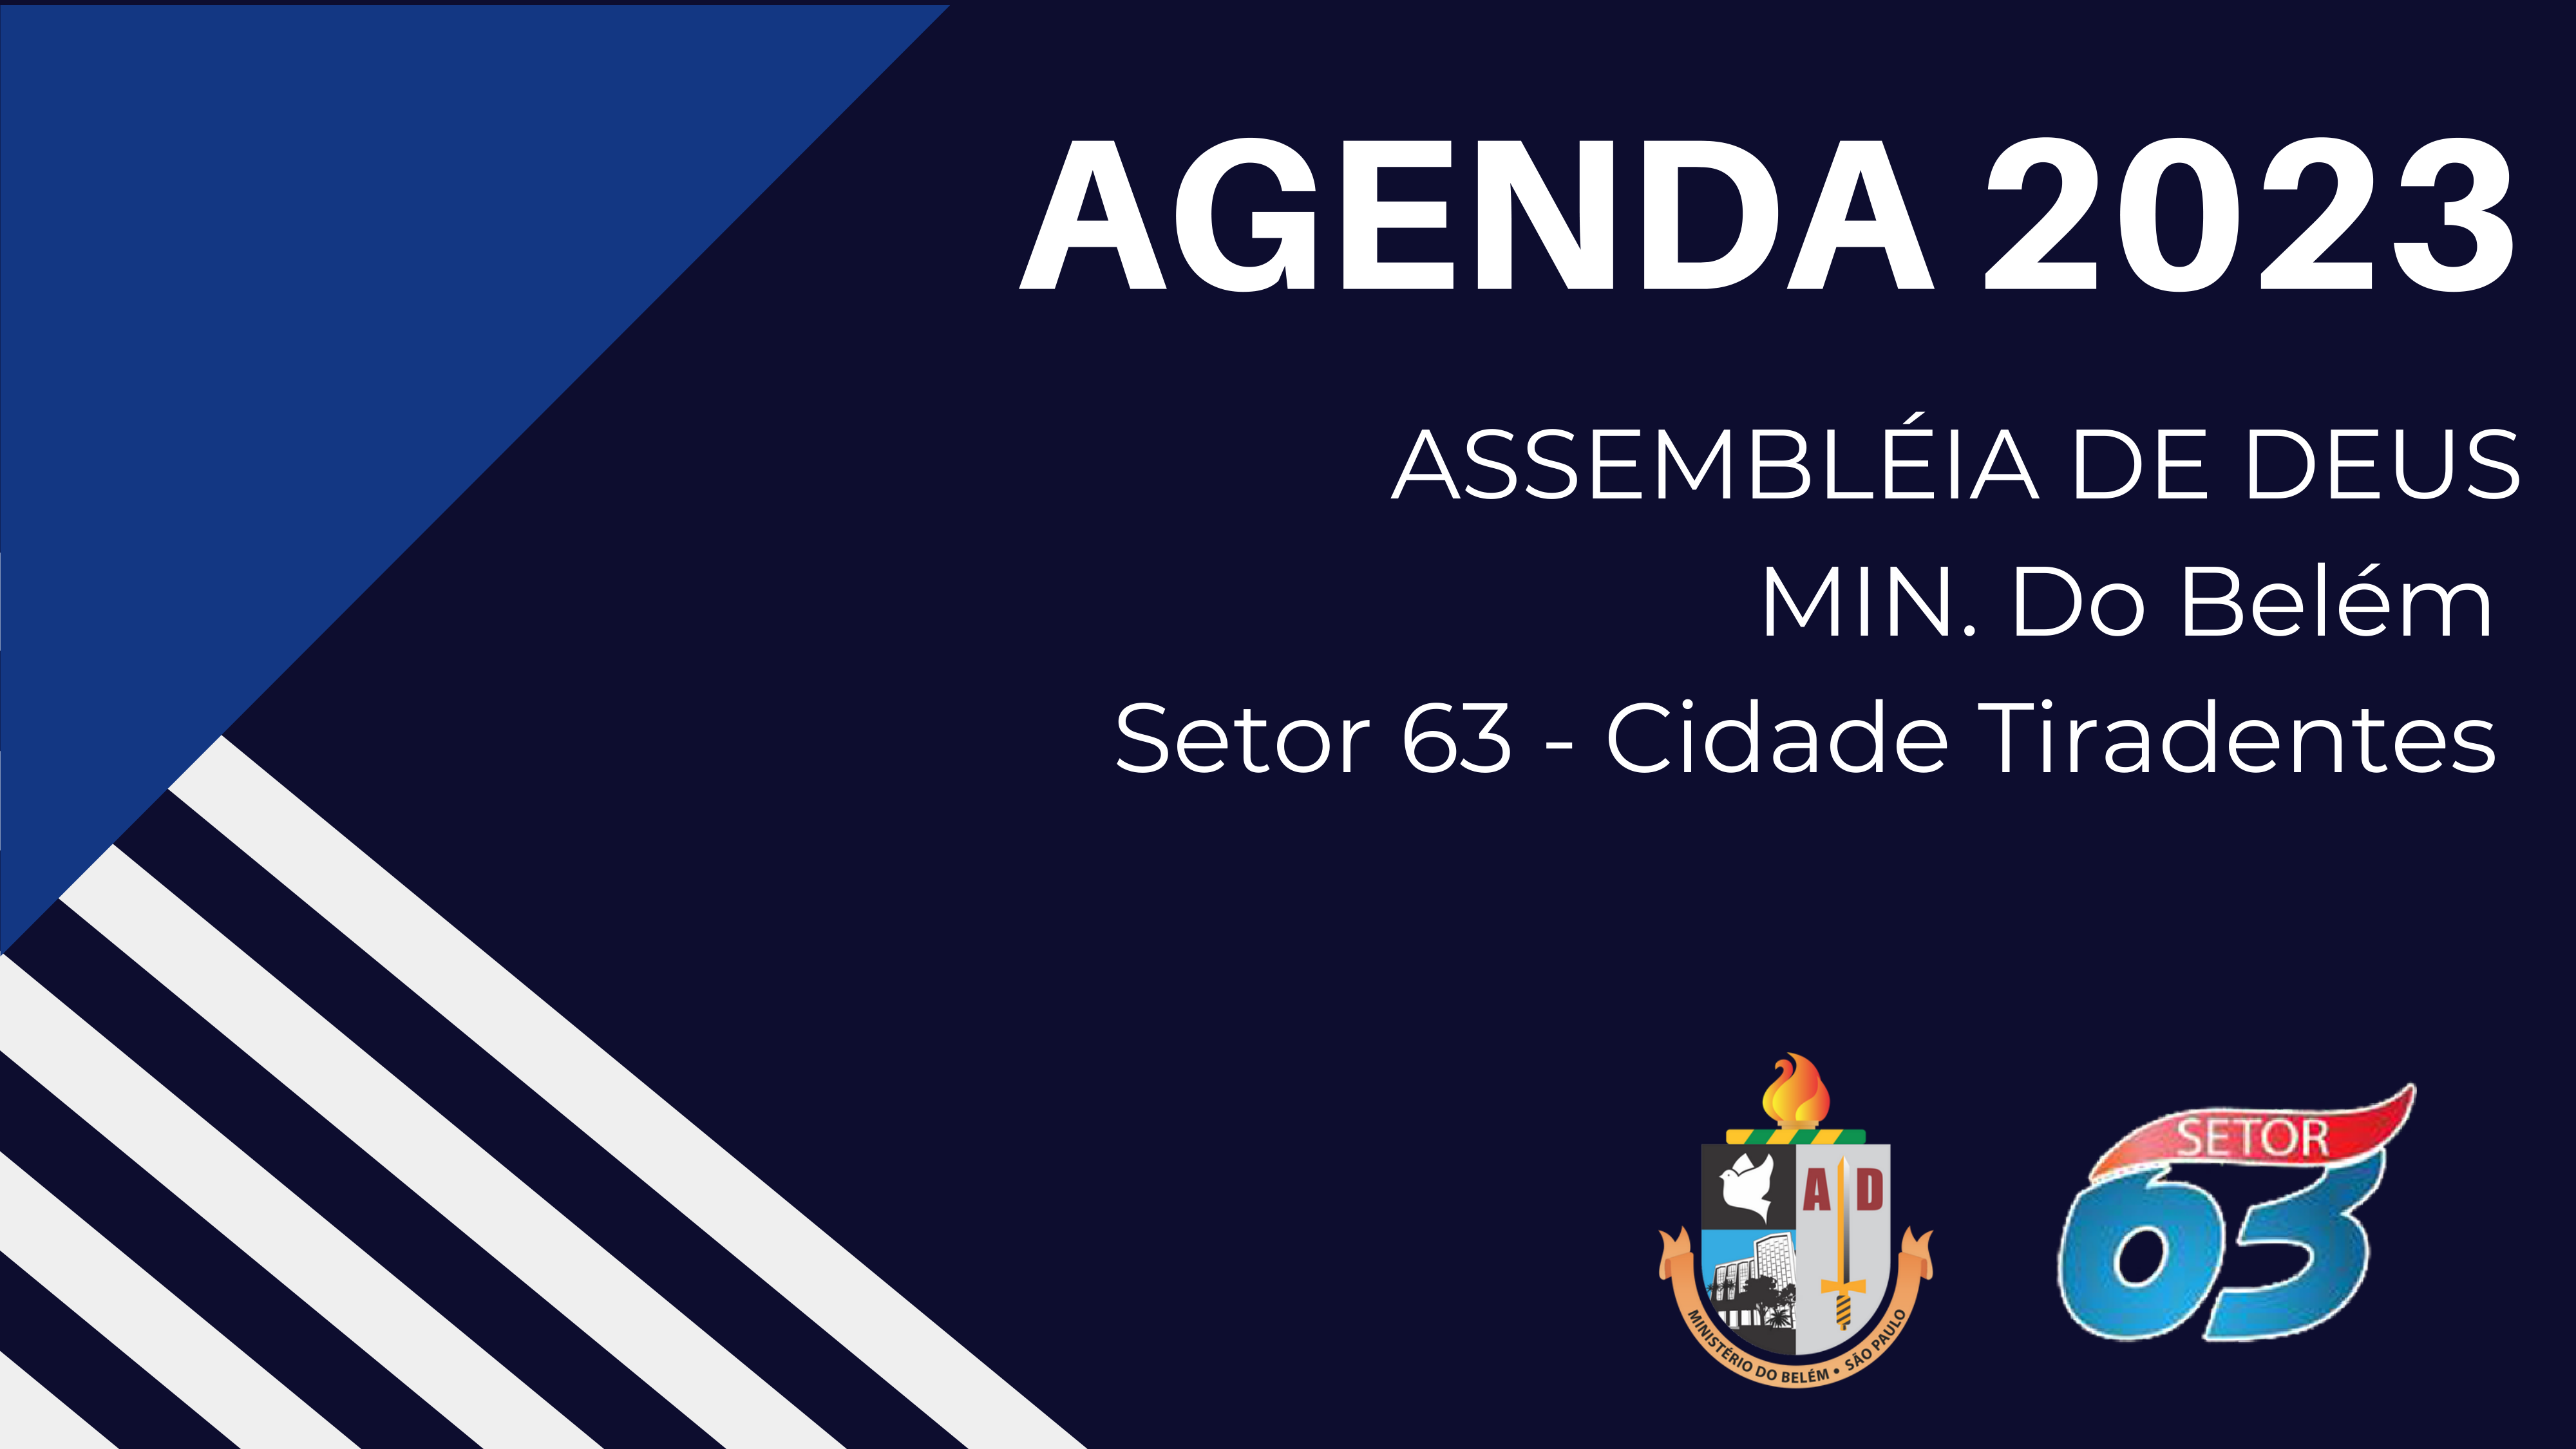 AGENDA 2023
ASSEMBLÉIA DE DEUS
MIN. Do Belém
Setor 63 - Cidade Tiradentes
A D
MINISTÉRIO DO BELÉM • SÃO PAULO
SETOR
63